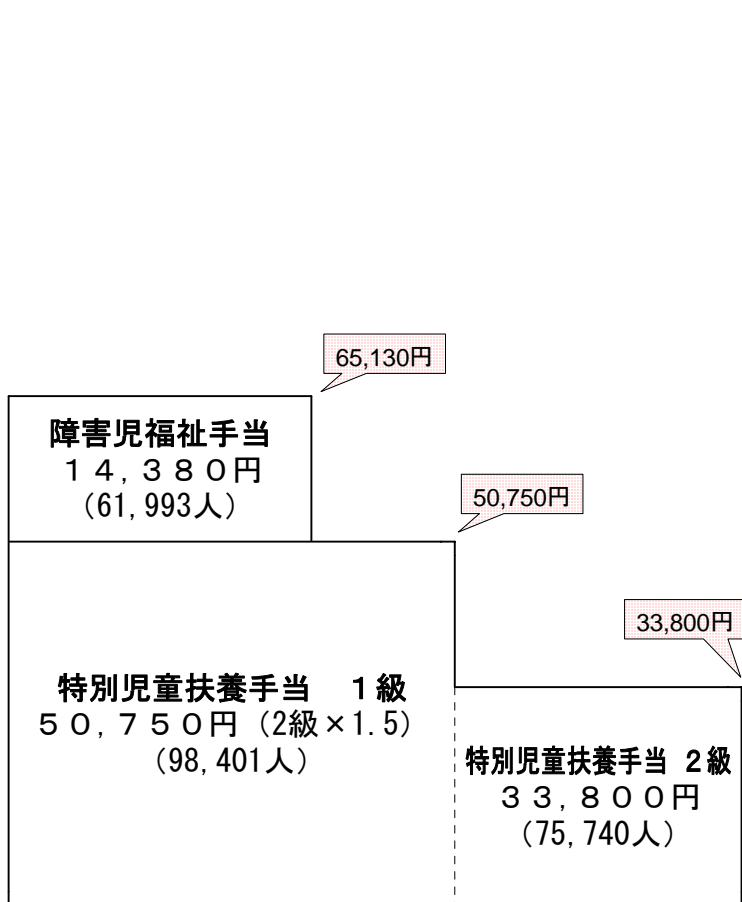 65,130円
障害児福祉手当
１４,３８０円
(61,993人)
50,750円
33,800円
特別児童扶養手当　１級
５０,７５０円（2級×1.5）
(98,401人)
特別児童扶養手当 ２級
３３,８００円
(75,740人)